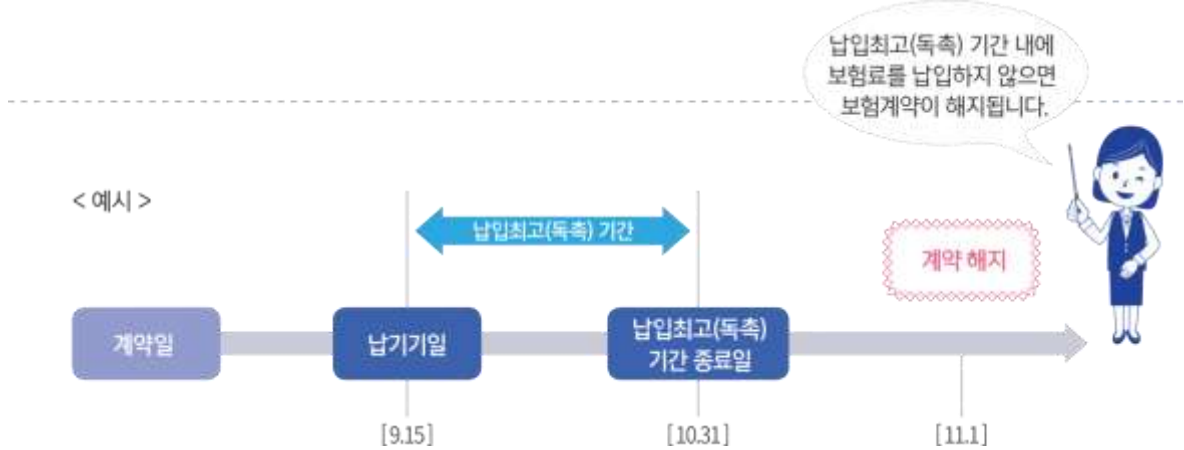 납입최고(독촉) 기간 내에
보험료를 납입하지 않으면
보험계약이 해지됩니다.
< 예시 >
납입최고(독촉) 기간
계약 해지
계약일
납기기일
납입최고(독촉)
기간 종료일
[9.15]
[10.31]
[11.1]